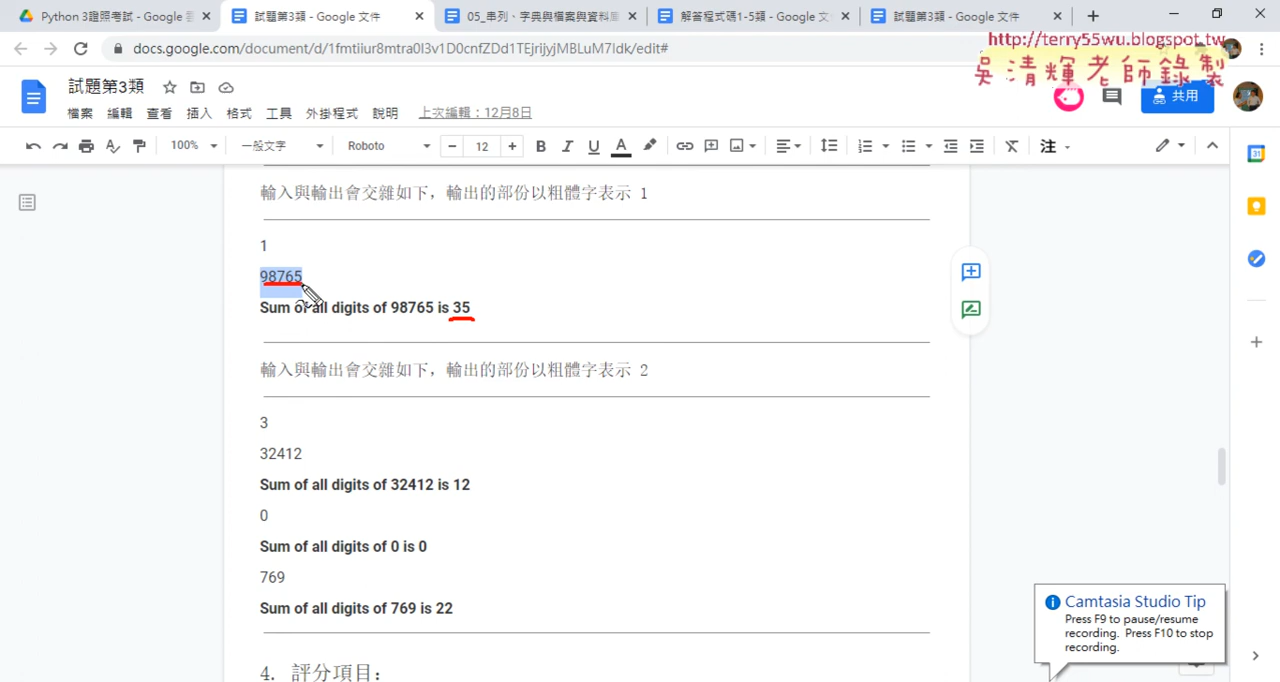 Python 3證照考試 - Google 雲
試題第3類 - Google 文件
05_串列、字典與檔案與資料庫
解答程式碼1-5類 - Google 文
試題第3類 - Google 文件
docs.google.com/document/d/1fmtiiur8mtra0I3v1D0cnfZDd1TEjrijyjMBLuM7Idk/edit#
http://terry55wu.blogspot.tw
吳清輝老師錄製
試題第3類
檔案 編輯 查看 插入 格式 工具 外掛程式 說明 上次編輯：12月8日
共用
100% 一般文字 Roboto 12 B I U A 注
輸入與輸出會交雜如下，輸出的部份以粗體字表示 1
1
98765
Sum of all digits of 98765 is 35
輸入與輸出會交雜如下，輸出的部份以粗體字表示 2
3
32412
Sum of all digits of 32412 is 12
0
Sum of all digits of 0 is 0
769
Sum of all digits of 769 is 22
4. 評分項目：
Camtasia Studio Tip
Press F9 to pause/resume
recording. Press F10 to stop
recording.